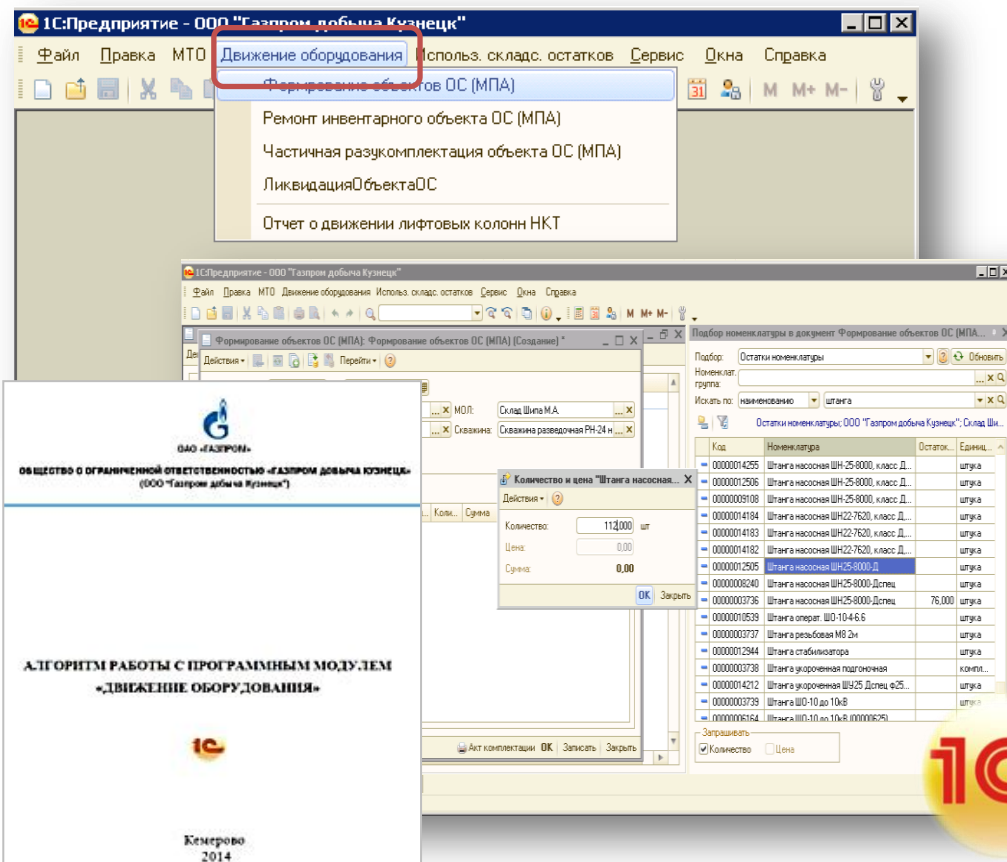 1С:Предприятие - ООО "Газпром добыча Кузнецк"
Файл Правка МТО Движение оборудования Использ. складс. остатков Сервис Окна Справка
M M+ M-
Формирование объектов ОС (МПА)
Ремонт инвентарного объекта ОС (МПА)
Частичная разукомплектация объекта ОС (МПА)
ЛиквидацияОбъектаОС
Отчет о движении лифтовых колонн НКТ
1С:Предприятие - ООО "Газпром добыча Кузнецк"
Файл Правка МТО Движение оборудования Использ. складс. остатков Сервис Окна Справка
M M+ M-
Формирование объектов ОС (МПА): Формирование объектов ОС (МПА) (Создание) *
Действия Перейти
МОЛ: Склад Шипа М.А.
Скважина: Скважина разведочная РН-24 н
Коли... Сумма
Акт комплектации OK Записать Закрыть
Количество и цена "Штанга насосная...
Действия
Количество: 112,000 шт
Цена: 0,00
Сумма: 0,00
OK Закрыть
Подбор номенклатуры в документ Формирование объектов ОС (МПА...
Подбор: Остатки номенклатуры Обновить
Номенклат. группа:
Искать по: наименованию штанга
Остатки номенклатуры; ООО "Газпром добыча Кузнецк"; Склад Ши...
Код Номенклатура Остаток... Единиц...
00000014255 Штанга насосная ШН-25-8000, класс Д... штука
00000012506 Штанга насосная ШН-25-8000, класс Д... штука
00000009108 Штанга насосная ШН-25-8000, класс Д... штука
00000014184 Штанга насосная ШН22-7620, класс Д,... штука
00000014183 Штанга насосная ШН22-7620, класс Д,... штука
00000014182 Штанга насосная ШН22-7620, класс Д,... штука
00000012505 Штанга насосная ШН25-8000-Д штука
00000008240 Штанга насосная ШН25-8000-Дспец штука
00000003736 Штанга насосная ШН25-8000-Дспец 76,000 штука
00000010539 Штанга операт. ШО-10-4-6.6 штука
00000003737 Штанга резьбовая М8 2м штука
00000012944 Штанга стабилизатора штука
00000003738 Штанга укороченная подгоночная компл...
00000014212 Штанга укороченная ШУ25 Дспец ф25... штука
00000003739 Штанга ШО-10 до 10кВ штука
00000006164 Штанга ШО-10 до 10кВ (00000625)
Запрашивать
Количество Цена
ОАО «ГАЗПРОМ»
ОБЩЕСТВО С ОГРАНИЧЕННОЙ ОТВЕТСТВЕННОСТЬЮ «ГАЗПРОМ ДОБЫЧА КУЗНЕЦК»
(ООО "Газпром добыча Кузнецк")
АЛГОРИТМ РАБОТЫ С ПРОГРАММНЫМ МОДУЛЕМ
«ДВИЖЕНИЕ ОБОРУДОВАНИЯ»
1С
Кемерово
2014
1С